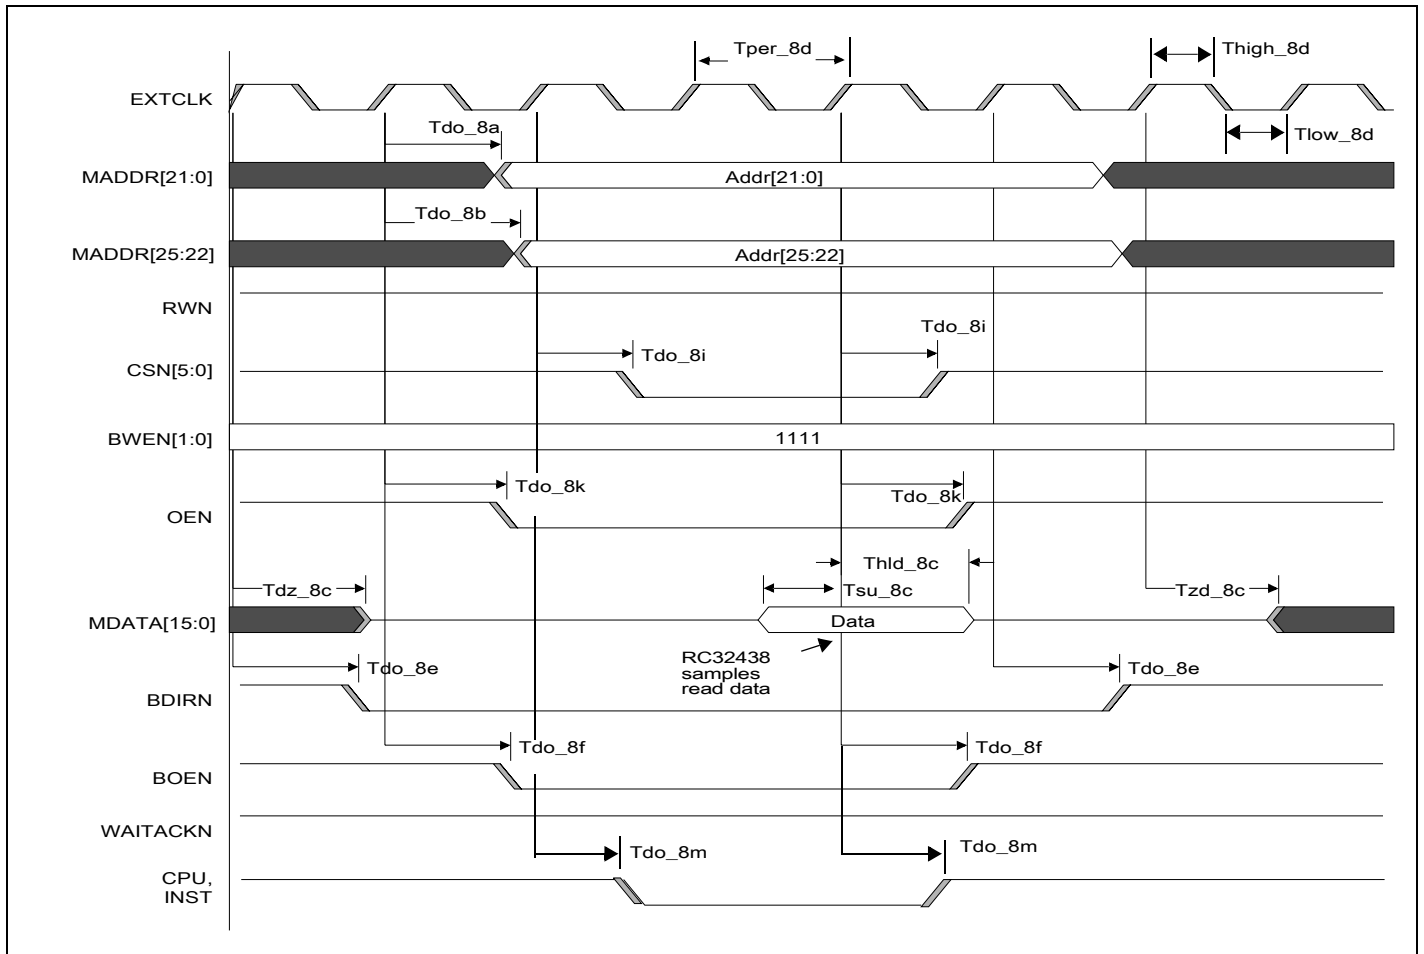 Tper_8d
Thigh_8d
EXTCLK
Tdo_8a
Tlow_8d
MADDR[21:0]
Addr[21:0]
Tdo_8b
MADDR[25:22]
Addr[25:22]
RWN
Tdo_8i
Tdo_8i
CSN[5:0]
BWEN[1:0]
1111
Tdo_8k
Tdo_8k
OEN
Thld_8c
Tdz_8c
Tsu_8c
Tzd_8c
MDATA[15:0]
Data
RC32438
samples
read data
Tdo_8e
Tdo_8e
BDIRN
Tdo_8f
Tdo_8f
BOEN
WAITACKN
Tdo_8m
Tdo_8m
CPU,
INST